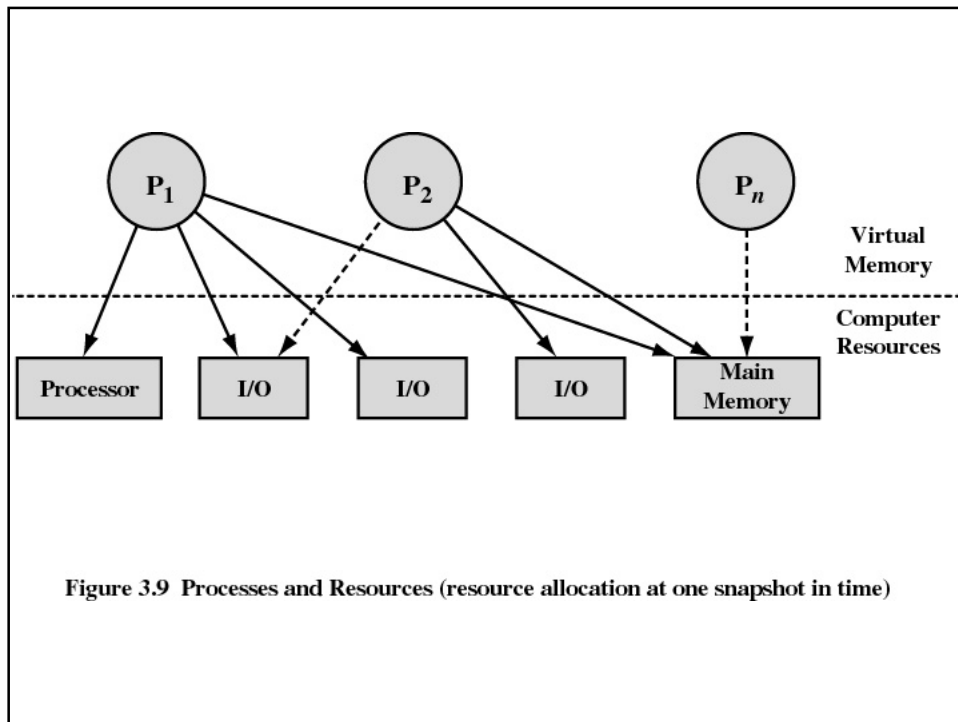 P1
P2
Pn
Virtual
Memory
Computer
Resources
Processor
I/O
I/O
I/O
Main
Memory
Figure 3.9 Processes and Resources (resource allocation at one snapshot in time)